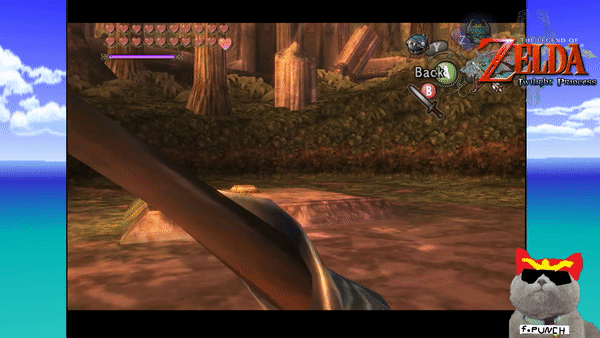 THE LEGEND OF
ZELDA
Twilight Princess
Y
Back
A
B
f.PUNCH